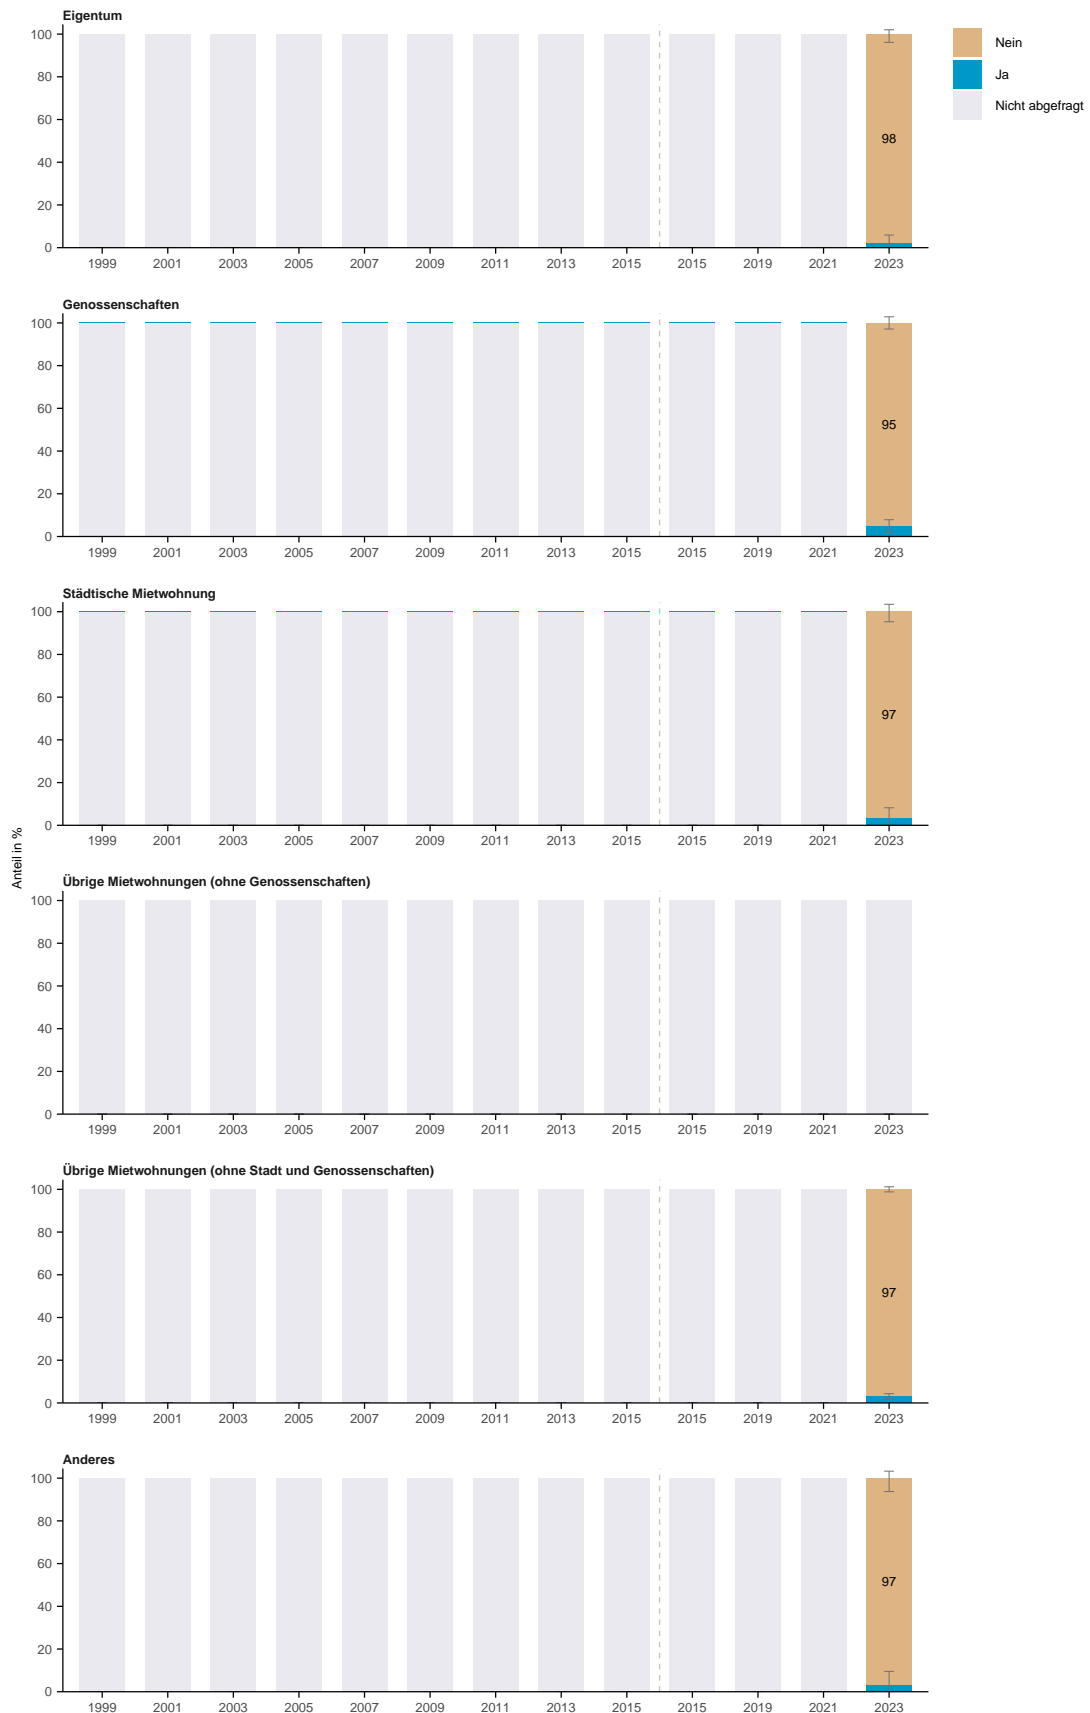 Eigentum
100
80
60
40
20
0
98
1999 2001 2003 2005 2007 2009 2011 2013 2015 2015 2019 2021 2023
Nein
Ja
Nicht abgefragt
Genossenschaften
100
80
60
40
20
0
95
1999 2001 2003 2005 2007 2009 2011 2013 2015 2015 2019 2021 2023
Städtische Mietwohnung
100
80
60
40
20
0
97
1999 2001 2003 2005 2007 2009 2011 2013 2015 2015 2019 2021 2023
Anteil in %
Übrige Mietwohnungen (ohne Genossenschaften)
100
80
60
40
20
0
1999 2001 2003 2005 2007 2009 2011 2013 2015 2015 2019 2021 2023
Übrige Mietwohnungen (ohne Stadt und Genossenschaften)
100
80
60
40
20
0
97
1999 2001 2003 2005 2007 2009 2011 2013 2015 2015 2019 2021 2023
Anderes
100
80
60
40
20
0
97
1999 2001 2003 2005 2007 2009 2011 2013 2015 2015 2019 2021 2023